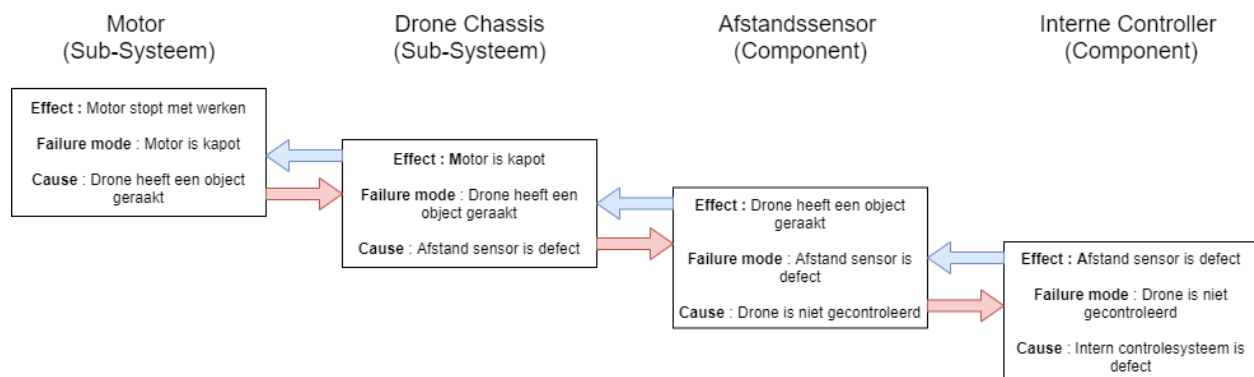 Motor
(Sub-Systeem)
Drone Chassis
(Sub-Systeem)
Afstandssensor
(Component)
Interne Controller
(Component)
Effect : Motor stopt met werken
Failure mode : Motor is kapot
Cause : Drone heeft een object
geraakt
Effect : Motor is kapot
Failure mode : Drone heeft een
object geraakt
Cause : Afstand sensor is defect
Effect : Drone heeft een object
geraakt
Failure mode : Afstand sensor is
defect
Cause : Drone is niet gecontroleerd
Effect : Afstand sensor is defect
Failure mode : Drone is niet
gecontroleerd
Cause : Intern controlesysteem is
defect